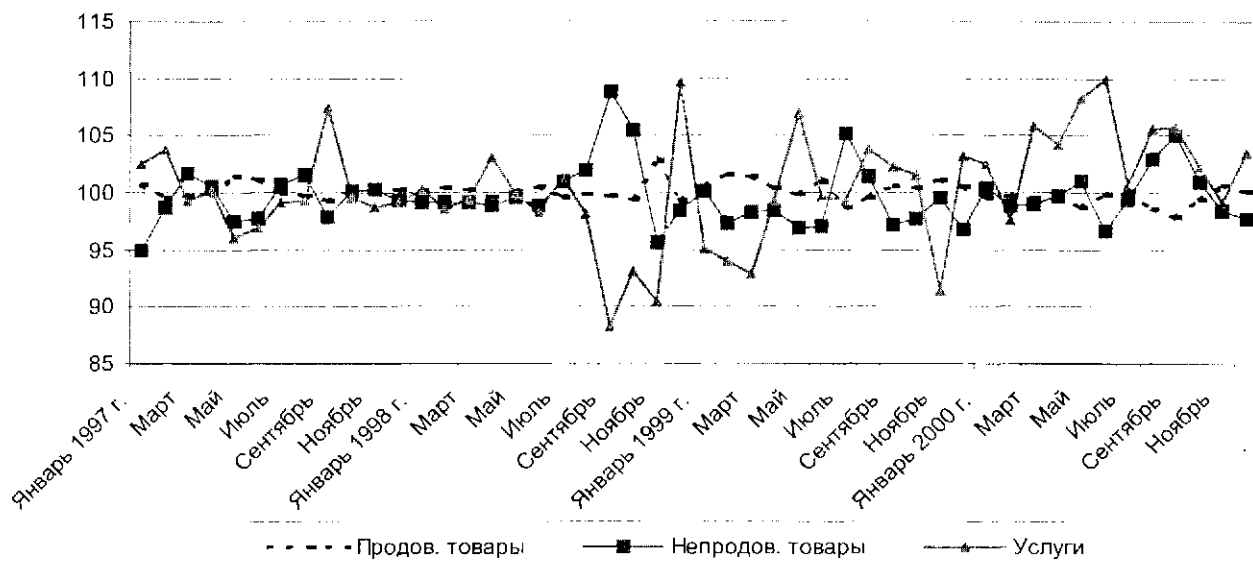 115
110
105
100
95
90
85
Январь 1997 г.
Март
Май
Июль
Сентябрь
Ноябрь
Январь 1998 г.
Март
Май
Июль
Сентябрь
Ноябрь
Январь 1999 г.
Март
Май
Июль
Сентябрь
Ноябрь
Январь 2000 г.
Март
Май
Июль
Сентябрь
Ноябрь
Продов. товары Непродов. товары Услуги